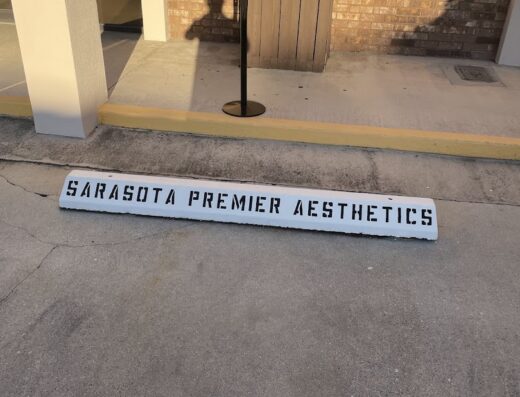 SARASOTA PREMIER AESTHETICS